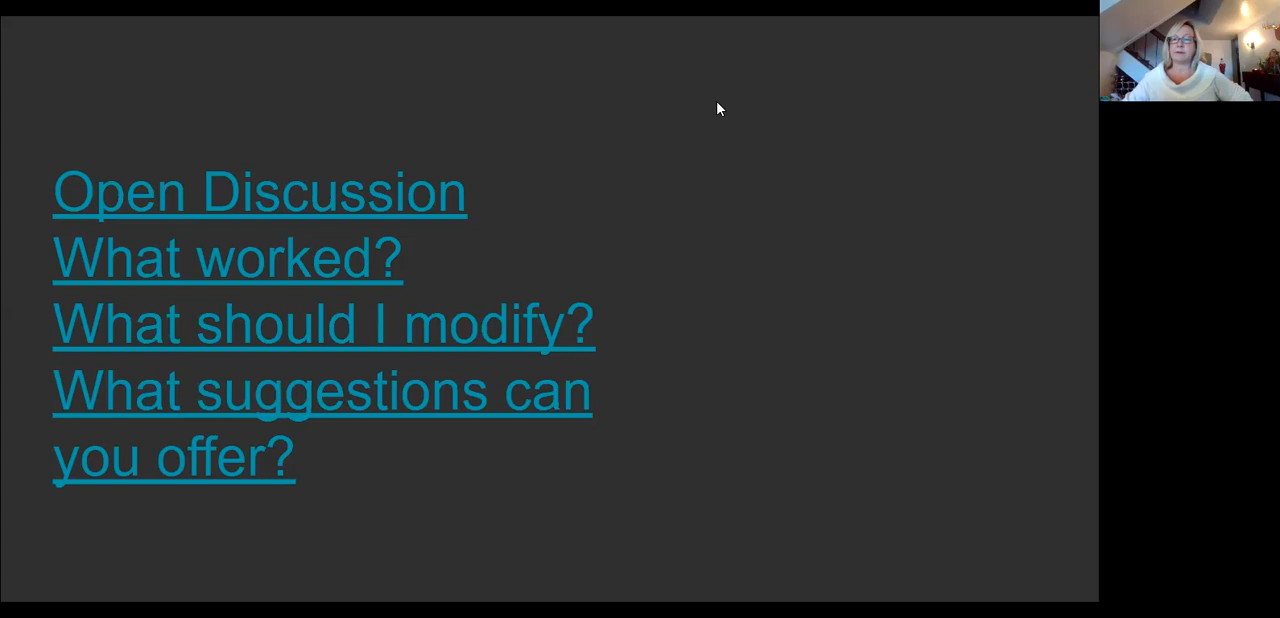 Open Discussion
What worked?
What should I modify?
What suggestions can
you offer?